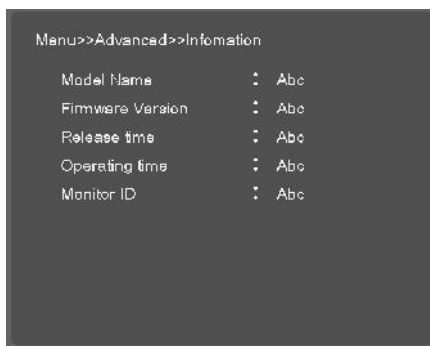 Menu>>Advanced>>Infomation
Model Name : Abc
Firmware Version : Abc
Release time : Abc
Operating time : Abc
Monitor ID : Abc